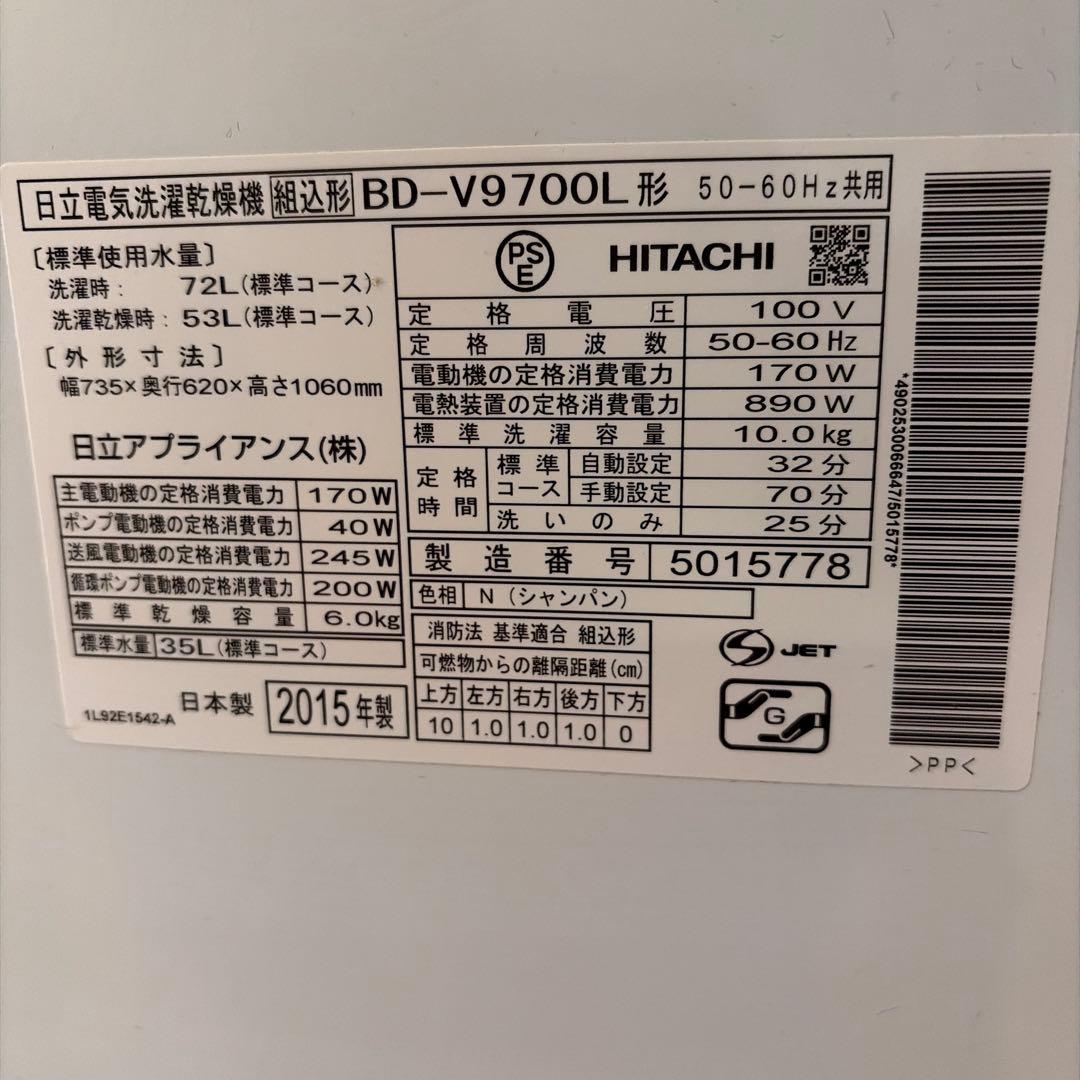 日立電気洗濯乾燥機 組込形 BD-V9700L形 50-60Hz共用
〔標準使用水量〕
洗濯時： 72L(標準コース)
洗濯乾燥時：53L(標準コース)
〔外形寸法〕
幅735×奥行620×高さ1060mm
日立アプライアンス(株)
主電動機の定格消費電力 170W
ポンプ電動機の定格消費電力 40W
送風電動機の定格消費電力 245W
循環ポンプ電動機の定格消費電力 200W
標準乾燥容量 6.0kg
標準水量 35L(標準コース)
1L92E1542-A 日本製 2015年製
PSE HITACHI
定格電圧 100V
定格周波数 50-60Hz
電動機の定格消費電力 170W
電熱装置の定格消費電力 890W
標準洗濯容量 10.0kg
定格時間 標準コース 自動設定 32分
手動設定 70分
洗いのみ 25分
製造番号 5015778
色相 N（シャンパン）
消防法 基準適合 組込形
可燃物からの離隔距離(cm)
上方 左方 右方 後方 下方
10 1.0 1.0 1.0 0
S JET
G
*4902530066647/5015778*
>PP<